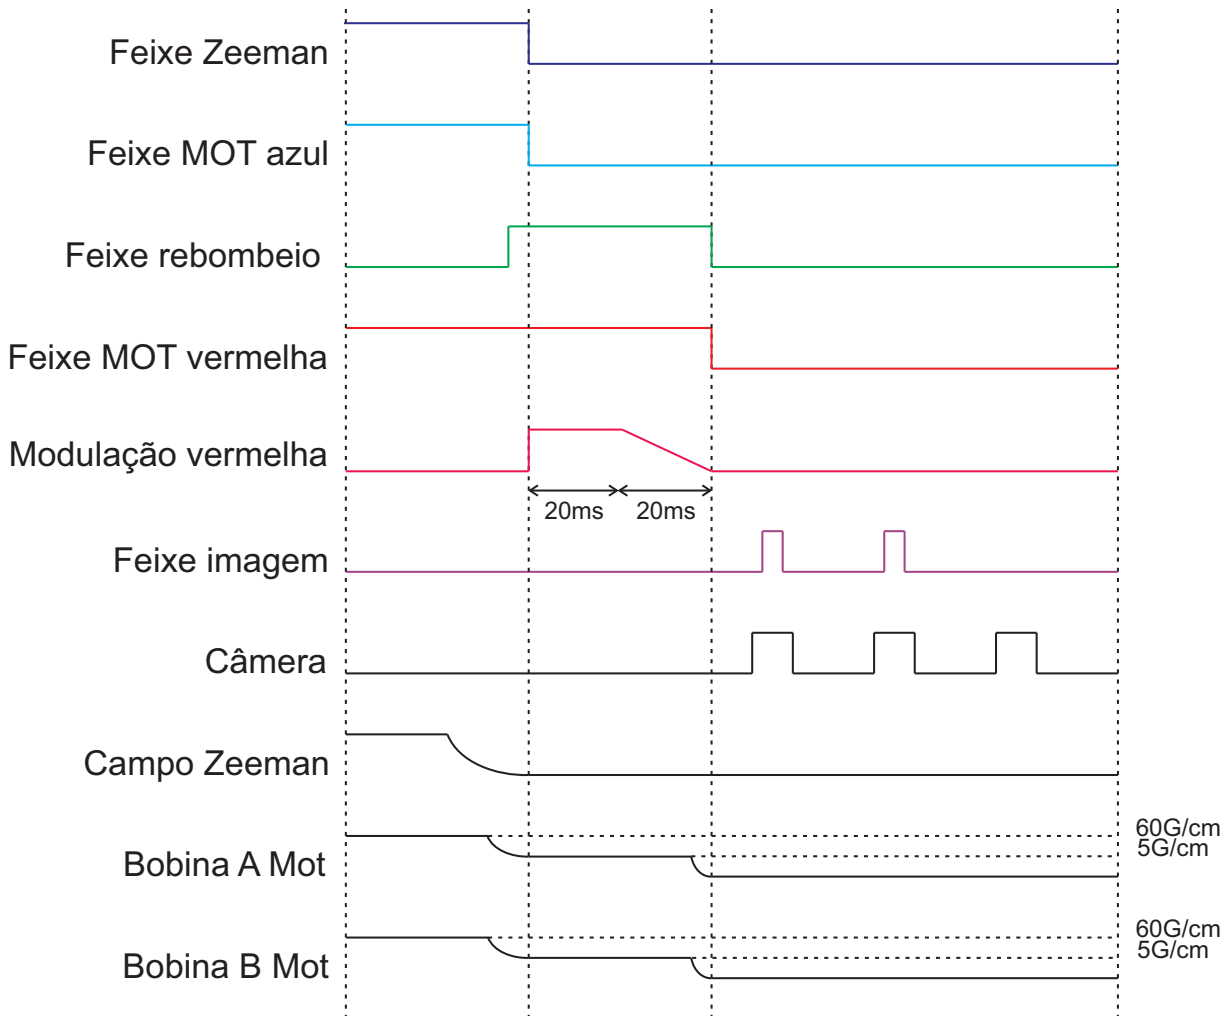 Feixe Zeeman
Feixe MOT azul
Feixe rebombeio
Feixe MOT vermelha
Modulação vermelha
20ms 20ms
Feixe imagem
Câmera
Campo Zeeman
60G/cm
5G/cm
Bobina A Mot
60G/cm
5G/cm
Bobina B Mot